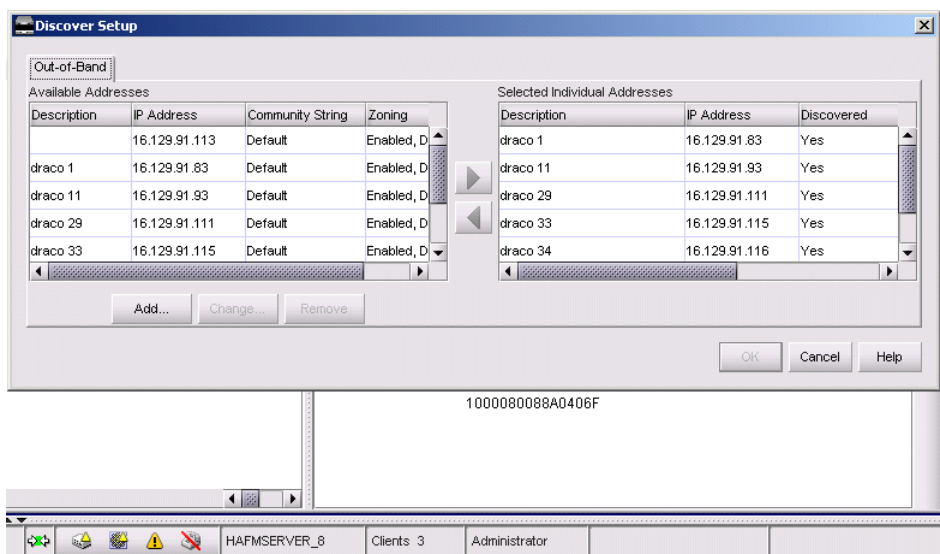 Discover Setup
Out-of-Band
Available Addresses
Description IP Address Community String Zoning
16.129.91.113 Default Enabled, D
draco 1 16.129.91.83 Default Enabled, D
draco 11 16.129.91.93 Default Enabled, D
draco 29 16.129.91.111 Default Enabled, D
draco 33 16.129.91.115 Default Enabled, D
Add... Change... Remove
Selected Individual Addresses
Description IP Address Discovered
draco 1 16.129.91.83 Yes
draco 11 16.129.91.93 Yes
draco 29 16.129.91.111 Yes
draco 33 16.129.91.115 Yes
draco 34 16.129.91.116 Yes
OK Cancel Help
1000080088A0406F
HAFMSERVER_8 Clients 3 Administrator